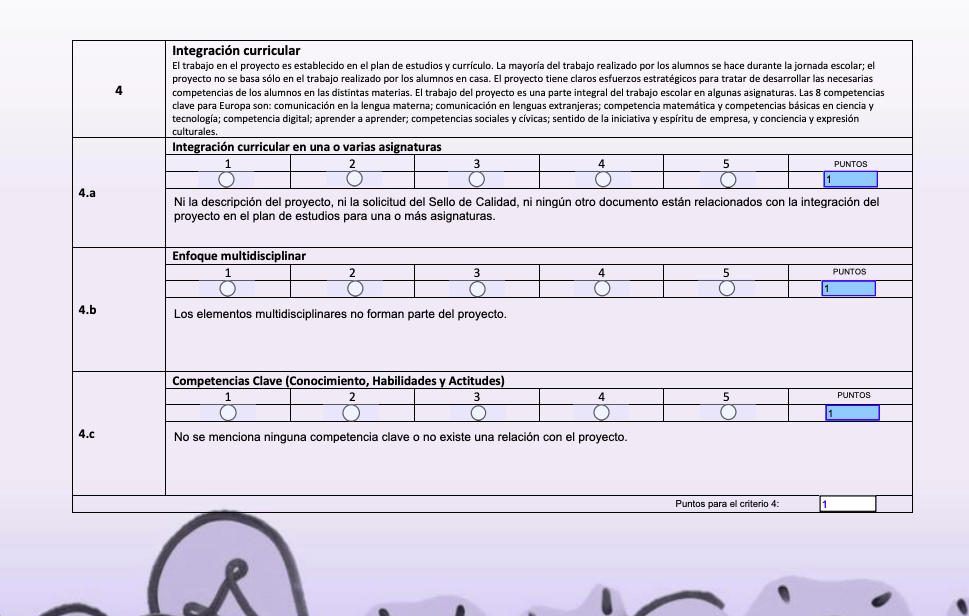 4
Integración curricular
El trabajo en el proyecto es establecido en el plan de estudios y currículo. La mayoría del trabajo realizado por los alumnos se hace durante la jornada escolar; el
proyecto no se basa sólo en el trabajo realizado por los alumnos en casa. El proyecto tiene claros esfuerzos estratégicos para tratar de desarrollar las necesarias
competencias de los alumnos en las distintas materias. El trabajo del proyecto es una parte integral del trabajo escolar en algunas asignaturas. Las 8 competencias
clave para Europa son: comunicación en la lengua materna; comunicación en lenguas extranjeras; competencia matemática y competencias básicas en ciencia y
tecnología; competencia digital; aprender a aprender; competencias sociales y cívicas; sentido de la iniciativa y espíritu de empresa, y conciencia y expresión
culturales.
4.a
Integración curricular en una o varias asignaturas
1 2 3 4 5 PUNTOS
1
Ni la descripción del proyecto, ni la solicitud del Sello de Calidad, ni ningún otro documento están relacionados con la integración del
proyecto en el plan de estudios para una o más asignaturas.
4.b
Enfoque multidisciplinar
1 2 3 4 5 PUNTOS
1
Los elementos multidisciplinares no forman parte del proyecto.
4.c
Competencias Clave (Conocimiento, Habilidades y Actitudes)
1 2 3 4 5 PUNTOS
1
No se menciona ninguna competencia clave o no existe una relación con el proyecto.
Puntos para el criterio 4: 1